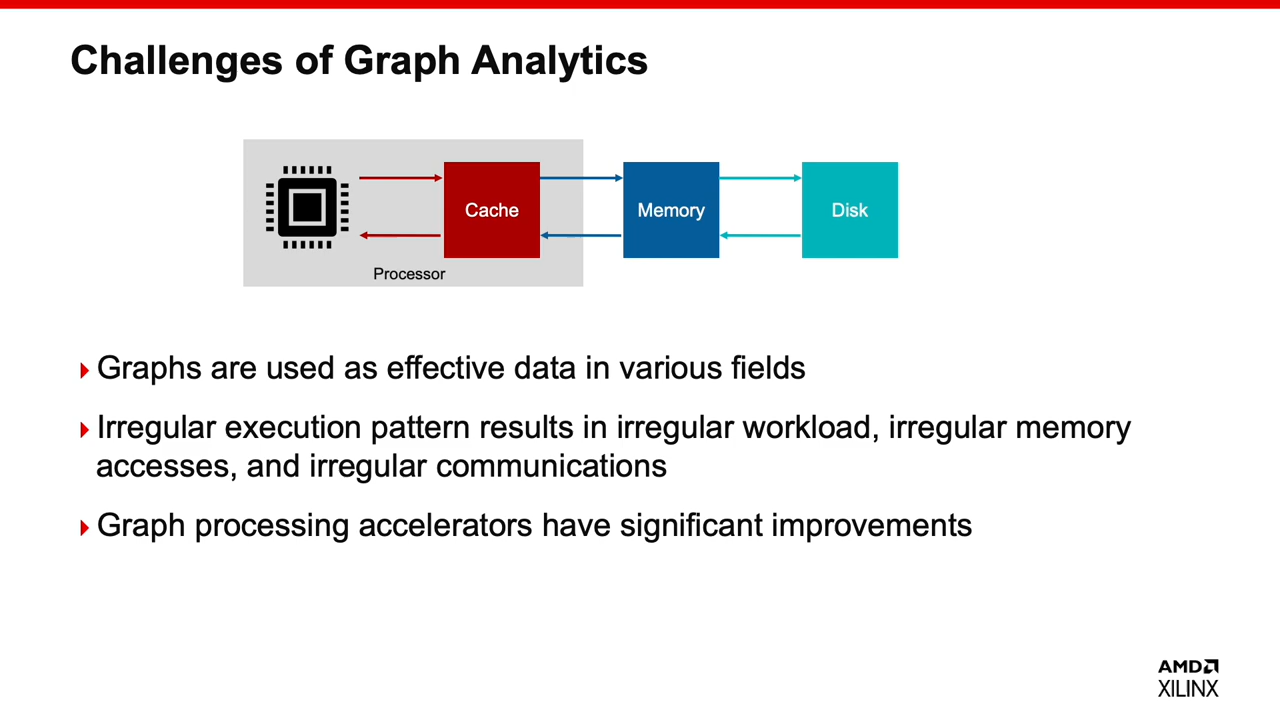 Challenges of Graph Analytics
Cache
Memory
Disk
Processor
Graphs are used as effective data in various fields
Irregular execution pattern results in irregular workload, irregular memory
accesses, and irregular communications
Graph processing accelerators have significant improvements
AMD
XILINX